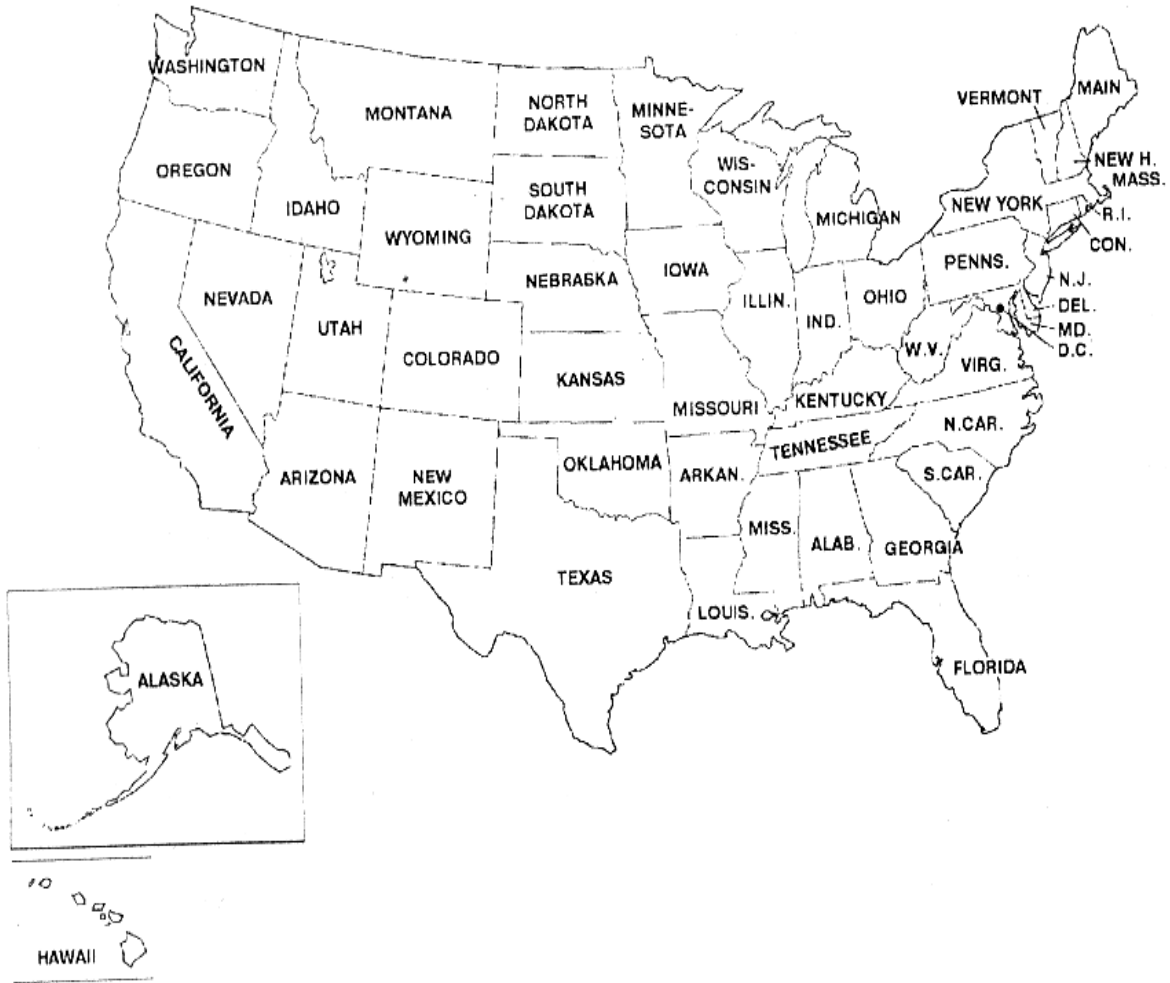 WASHINGTON
MONTANA
NORTH
DAKOTA
MINNE-
SOTA
VERMONT
MAIN
OREGON
IDAHO
WYOMING
SOUTH
DAKOTA
WIS-
CONSIN
MICHIGAN
NEW YORK
NEW H.
MASS.
R.I.
CON.
NEVADA
UTAH
COLORADO
NEBRASKA
IOWA
ILLIN.
IND.
OHIO
PENNS.
N.J.
DEL.
MD.
D.C.
CALIFORNIA
KANSAS
MISSOURI
KENTUCKY
W.V.
VIRG.
ARIZONA
NEW
MEXICO
OKLAHOMA
ARKAN.
TENNESSEE
N.CAR.
S.CAR.
TEXAS
LOUIS.
MISS.
ALAB.
GEORGIA
FLORIDA
ALASKA
HAWAII